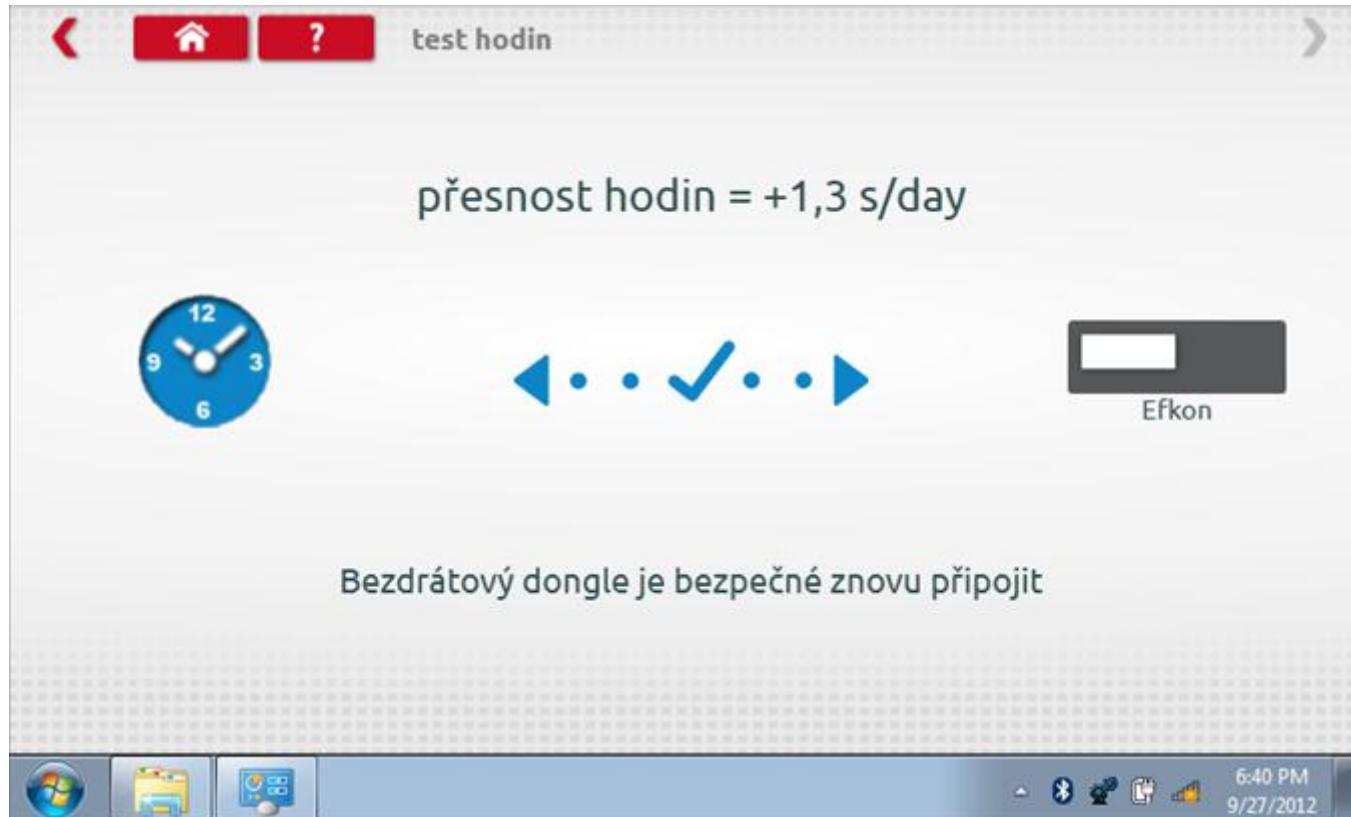 ? test hodin
přesnost hodin = +1,3 s/day
12
9 3
6
Efkon
Bezdrátový dongle je bezpečné znovu připojit
6:40 PM
9/27/2012